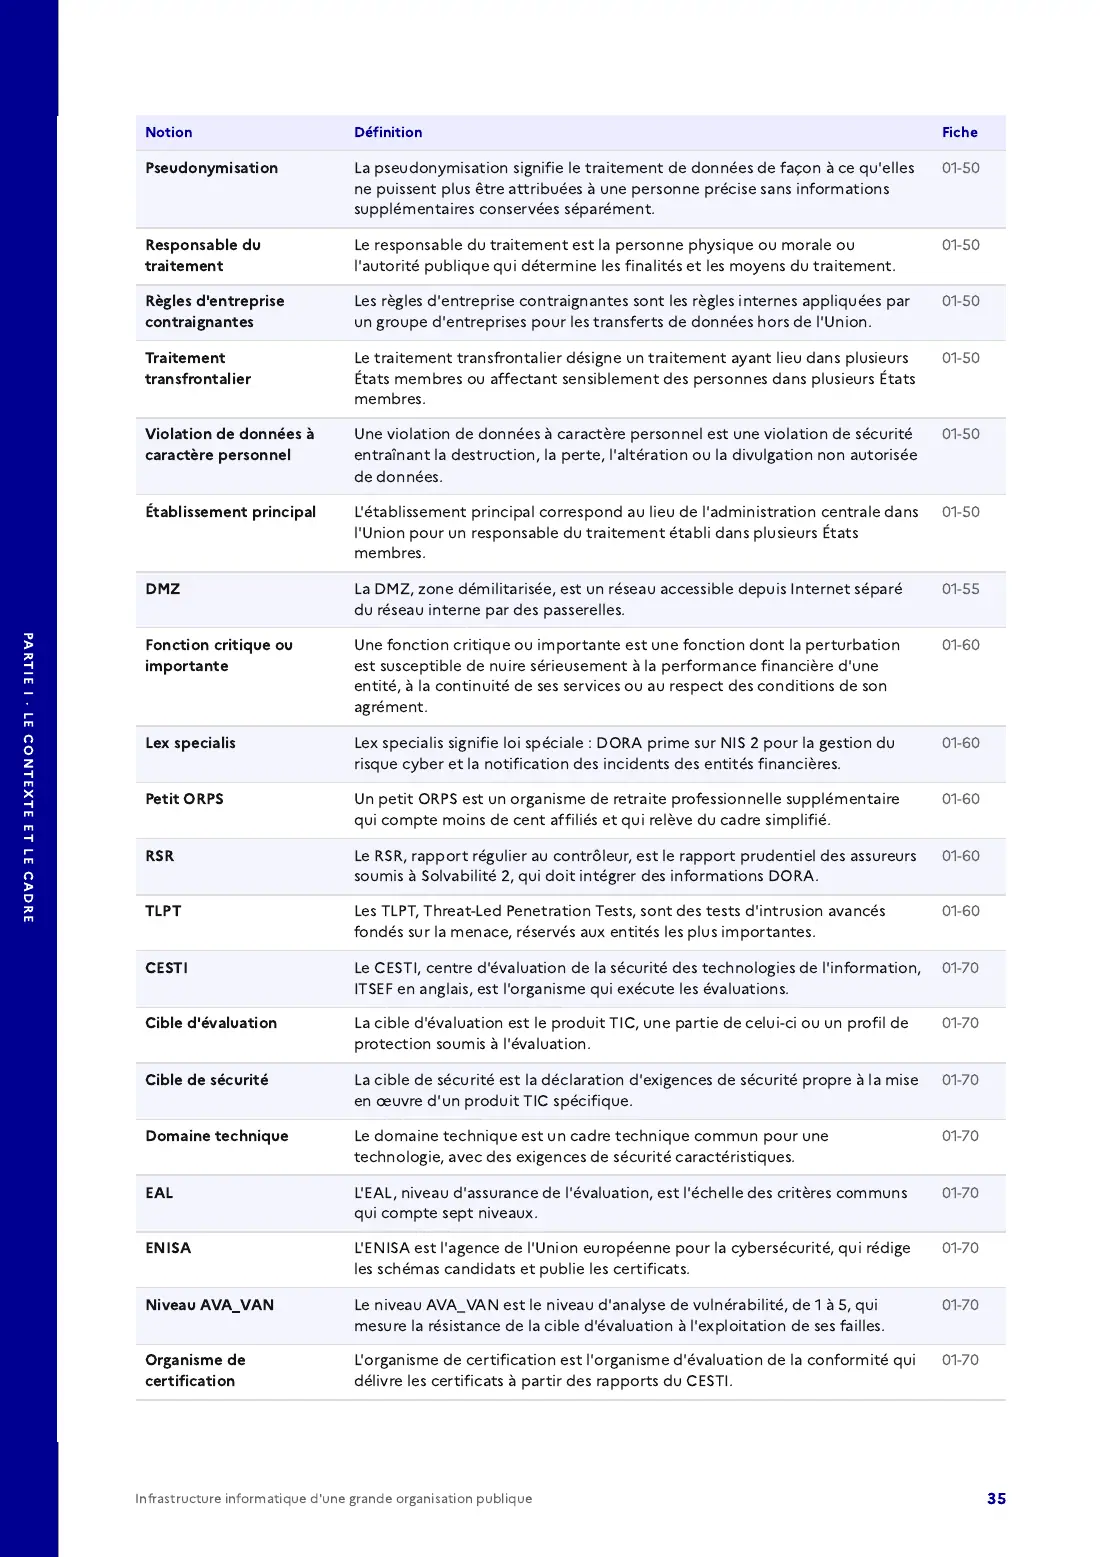 Notion Définition Fiche
Pseudonymisation La pseudonymisation signifie le traitement de données de façon à ce qu'elles 01-50
ne puissent plus être attribuées à une personne précise sans informations
supplémentaires conservées séparément.
Responsable du Le responsable du traitement est la personne physique ou morale ou 01-50
traitement l'autorité publique qui détermine les finalités et les moyens du traitement.
Règles d'entreprise Les règles d'entreprise contraignantes sont les règles internes appliquées par 01-50
contraignantes un groupe d'entreprises pour les transferts de données hors de l'Union.
Traitement Le traitement transfrontalier désigne un traitement ayant lieu dans plusieurs 01-50
transfrontalier États membres ou affectant sensiblement des personnes dans plusieurs États
membres.
Violation de données à Une violation de données à caractère personnel est une violation de sécurité 01-50
caractère personnel entraînant la destruction, la perte, l'altération ou la divulgation non autorisée
de données.
Établissement principal L'établissement principal correspond au lieu de l'administration centrale dans 01-50
l'Union pour un responsable du traitement établi dans plusieurs États
membres.
DMZ La DMZ, zone démilitarisée, est un réseau accessible depuis Internet séparé 01-55
du réseau interne par des passerelles.
Fonction critique ou Une fonction critique ou importante est une fonction dont la perturbation 01-60
importante est susceptible de nuire sérieusement à la performance financière d'une
entité, à la continuité de ses services ou au respect des conditions de son
agrément.
Lex specialis Lex specialis signifie loi spéciale : DORA prime sur NIS 2 pour la gestion du 01-60
risque cyber et la notification des incidents des entités financières.
Petit ORPS Un petit ORPS est un organisme de retraite professionnelle supplémentaire 01-60
qui compte moins de cent affiliés et qui relève du cadre simplifié.
RSR Le RSR, rapport régulier au contrôleur, est le rapport prudentiel des assureurs 01-60
soumis à Solvabilité 2, qui doit intégrer des informations DORA.
TLPT Les TLPT, Threat-Led Penetration Tests, sont des tests d'intrusion avancés 01-60
fondés sur la menace, réservés aux entités les plus importantes.
CESTI Le CESTI, centre d'évaluation de la sécurité des technologies de l'information, 01-70
ITSEF en anglais, est l'organisme qui exécute les évaluations.
Cible d'évaluation La cible d'évaluation est le produit TIC, une partie de celui-ci ou un profil de 01-70
protection soumis à l'évaluation.
Cible de sécurité La cible de sécurité est la déclaration d'exigences de sécurité propre à la mise 01-70
en œuvre d'un produit TIC spécifique.
Domaine technique Le domaine technique est un cadre technique commun pour une 01-70
technologie, avec des exigences de sécurité caractéristiques.
EAL L'EAL, niveau d'assurance de l'évaluation, est l'échelle des critères communs 01-70
qui compte sept niveaux.
ENISA L'ENISA est l'agence de l'Union européenne pour la cybersécurité, qui rédige 01-70
les schémas candidats et publie les certificats.
Niveau AVA_VAN Le niveau AVA_VAN est le niveau d'analyse de vulnérabilité, de 1 à 5, qui 01-70
mesure la résistance de la cible d'évaluation à l'exploitation de ses failles.
Organisme de L'organisme de certification est l'organisme d'évaluation de la conformité qui 01-70
certification délivre les certificats à partir des rapports du CESTI.
PARTIE I · LE CONTEXTE ET LE CADRE
Infrastructure informatique d'une grande organisation publique 35